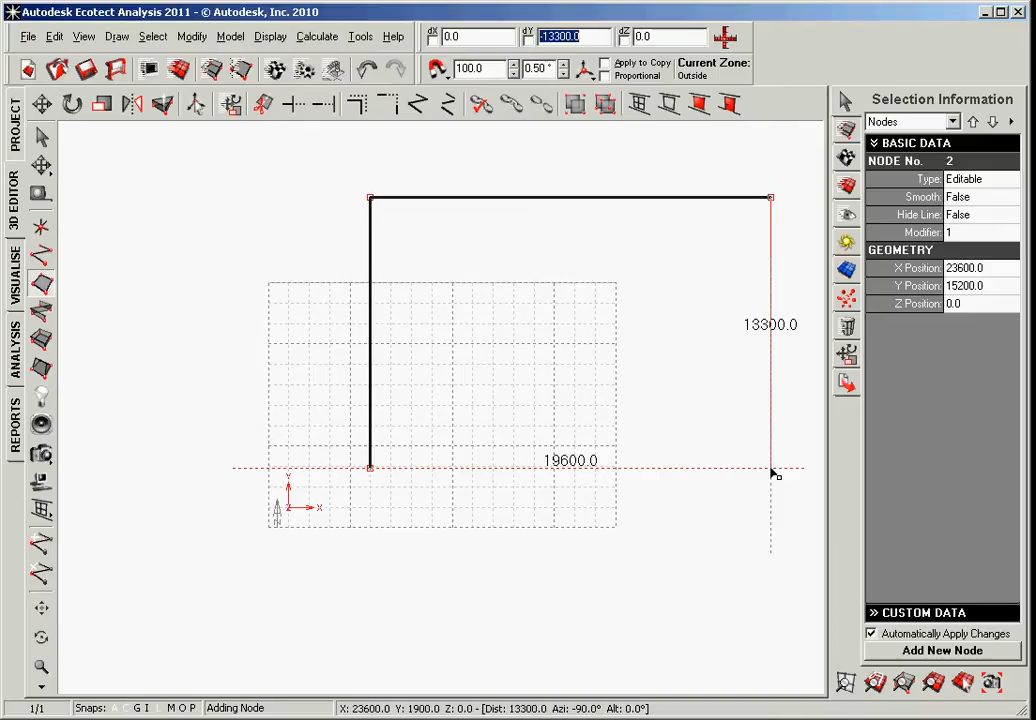 Autodesk Ecotect Analysis 2011 - © Autodesk, Inc. 2010
File Edit View Draw Select Modify Model Display Calculate Tools Help
dX 0.0 dY -13300.0 dZ 0.0
100.0 0.50 ° Apply to Copy Proportional Current Zone: Outside
PROJECT
3D EDITOR
VISUALISE
ANALYSIS
REPORTS
13300.0
19600.0
Y
Z X
N
Selection Information
Nodes
BASIC DATA
NODE No. 2
Type: Editable
Smooth: False
Hide Line: False
Modifier: 1
GEOMETRY
X Position: 23600.0
Y Position: 15200.0
Z Position: 0.0
CUSTOM DATA
Automatically Apply Changes
Add New Node
1/1 Snaps: A C G I L M O P Adding Node X: 23600.0 Y: 1900.0 Z: 0.0 - [Dist: 13300.0 Azi: -90.0° Alt: 0.0°]